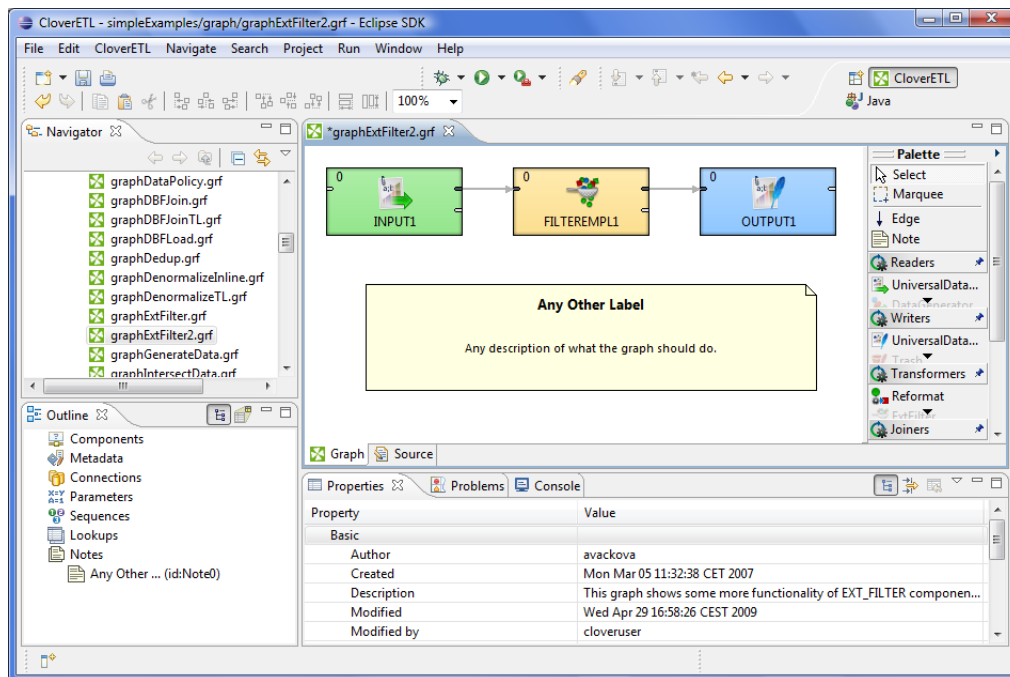 CloverETL - simpleExamples/graph/graphExtFilter2.grf - Eclipse SDK
File Edit CloverETL Navigate Search Project Run Window Help
CloverETL
100%
Java
Navigator
graphDataPolicy.grf
graphDBFJoin.grf
graphDBFJoinTL.grf
graphDBFLoad.grf
graphDedup.grf
graphDenormalizeInline.grf
graphDenormalizeTL.grf
graphExtFilter.grf
graphExtFilter2.grf
graphGenerateData.grf
graphIntersectData.grf
*graphExtFilter2.grf
0
INPUT1
0
FILTEREMPL1
0
OUTPUT1
Any Other Label
Any description of what the graph should do.
Palette
Select
Marquee
Edge
Note
Readers
UniversalData...
DataGenerator
Writers
UniversalData...
Trash
Transformers
Reformat
ExtFilter
Joiners
Graph Source
Outline
Components
Metadata
Connections
Parameters
Sequences
Lookups
Notes
Any Other ... (id:Note0)
Properties Problems Console
Property Value
Basic
Author avackova
Created Mon Mar 05 11:32:38 CET 2007
Description This graph shows some more functionality of EXT_FILTER componen...
Modified Wed Apr 29 16:58:26 CEST 2009
Modified by cloveruser